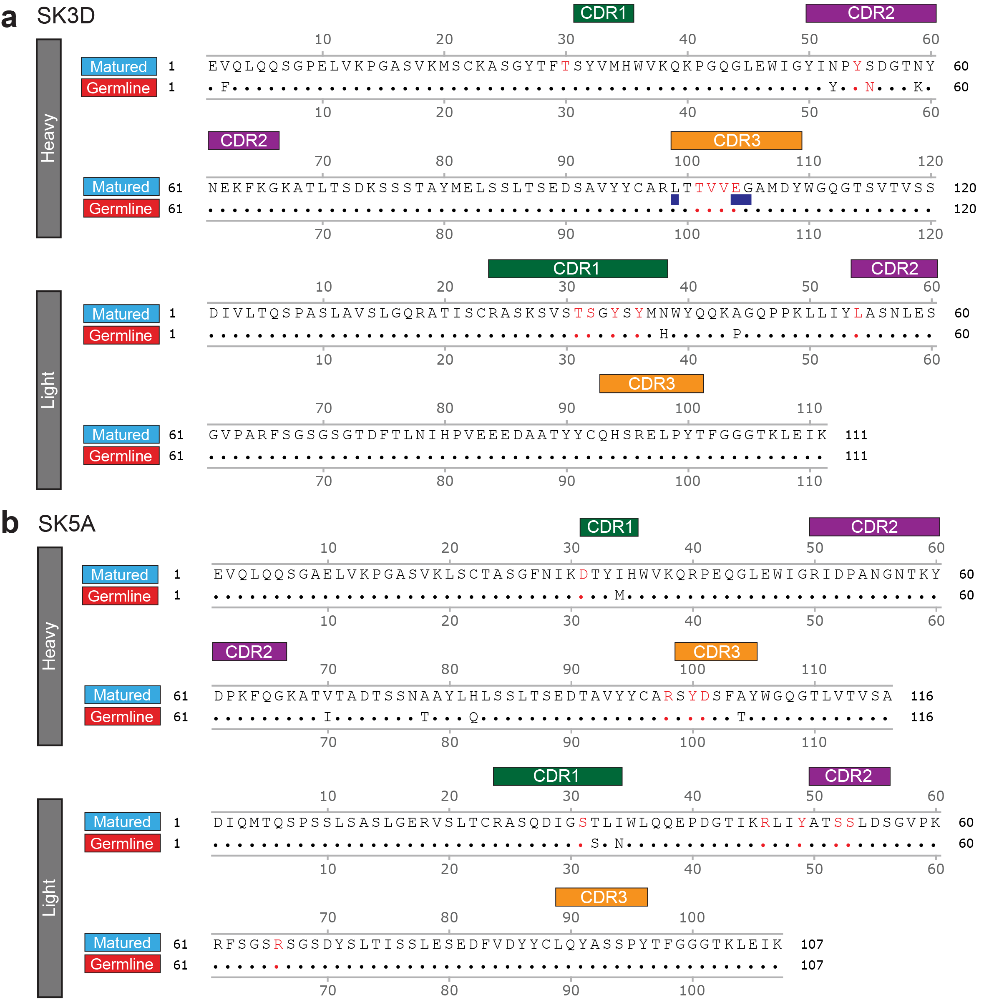 a SK3D
CDR1 CDR2
10 20 30 40 50 60
Heavy
Matured 1 EVQLQQSGPELVKPGASVKMSCKASGYTFTSYVMHWVKQKPGQGLEWIGYINPYSDGTNY 60
Germline 1 .F.................................................Y..N...K. 60
10 20 30 40 50 60
CDR2 CDR3
70 80 90 100 110 120
Matured 61 NEKFKGKATLTSDKSSSTAYMELSSLTSEDSAVYYCARLTTVVEGAMDYWGQGTSVTVSS 120
Germline 61 ............................................................ 120
70 80 90 100 110 120
CDR1 CDR2
10 20 30 40 50 60
Light
Matured 1 DIVLTQSPASLAVSLGQRATISCRASKSVSTSGYSYMNWYQQKAGQPPKLLIYLASNLES 60
Germline 1 .....................................H.....P................ 60
10 20 30 40 50 60
CDR3
70 80 90 100 110
Matured 61 GVPARFSGSGSGTDFTLNIHPVEEEDAATYYCQHSRELPYTFGGGTKLEIK 111
Germline 61 ................................................... 111
70 80 90 100 110
b SK5A
CDR1 CDR2
10 20 30 40 50 60
Heavy
Matured 1 EVQLQQSGAELVKPGASVKLSCTASGFNIKDTYIHWVKQRPEQGLEWIGRIDPANGNTKY 60
Germline 1 .................................M.......................... 60
10 20 30 40 50 60
CDR2 CDR3
70 80 90 100 110
Matured 61 DPKFQGKATVTADTSSNAAYLHLSSLTSEDTAVYYCARSYDSFAYWGQGTLVTVSA 116
Germline 61 .........I.......T...Q.....................T............ 116
70 80 90 100 110
CDR1 CDR2
10 20 30 40 50 60
Light
Matured 1 DIQMTQSPSSLSASLGERVSLTCRASQDIGSTLIWLQQEPDGTIKRLIYATSSLDSGVPK 60
Germline 1 ...............................S.N.......................... 60
10 20 30 40 50 60
CDR3
70 80 90 100
Matured 61 RFSGSRSGSDYSLTISSLESEDFVDYYCLQYASSPYTFGGGTKLEIK 107
Germline 61 ............................................... 107
70 80 90 100